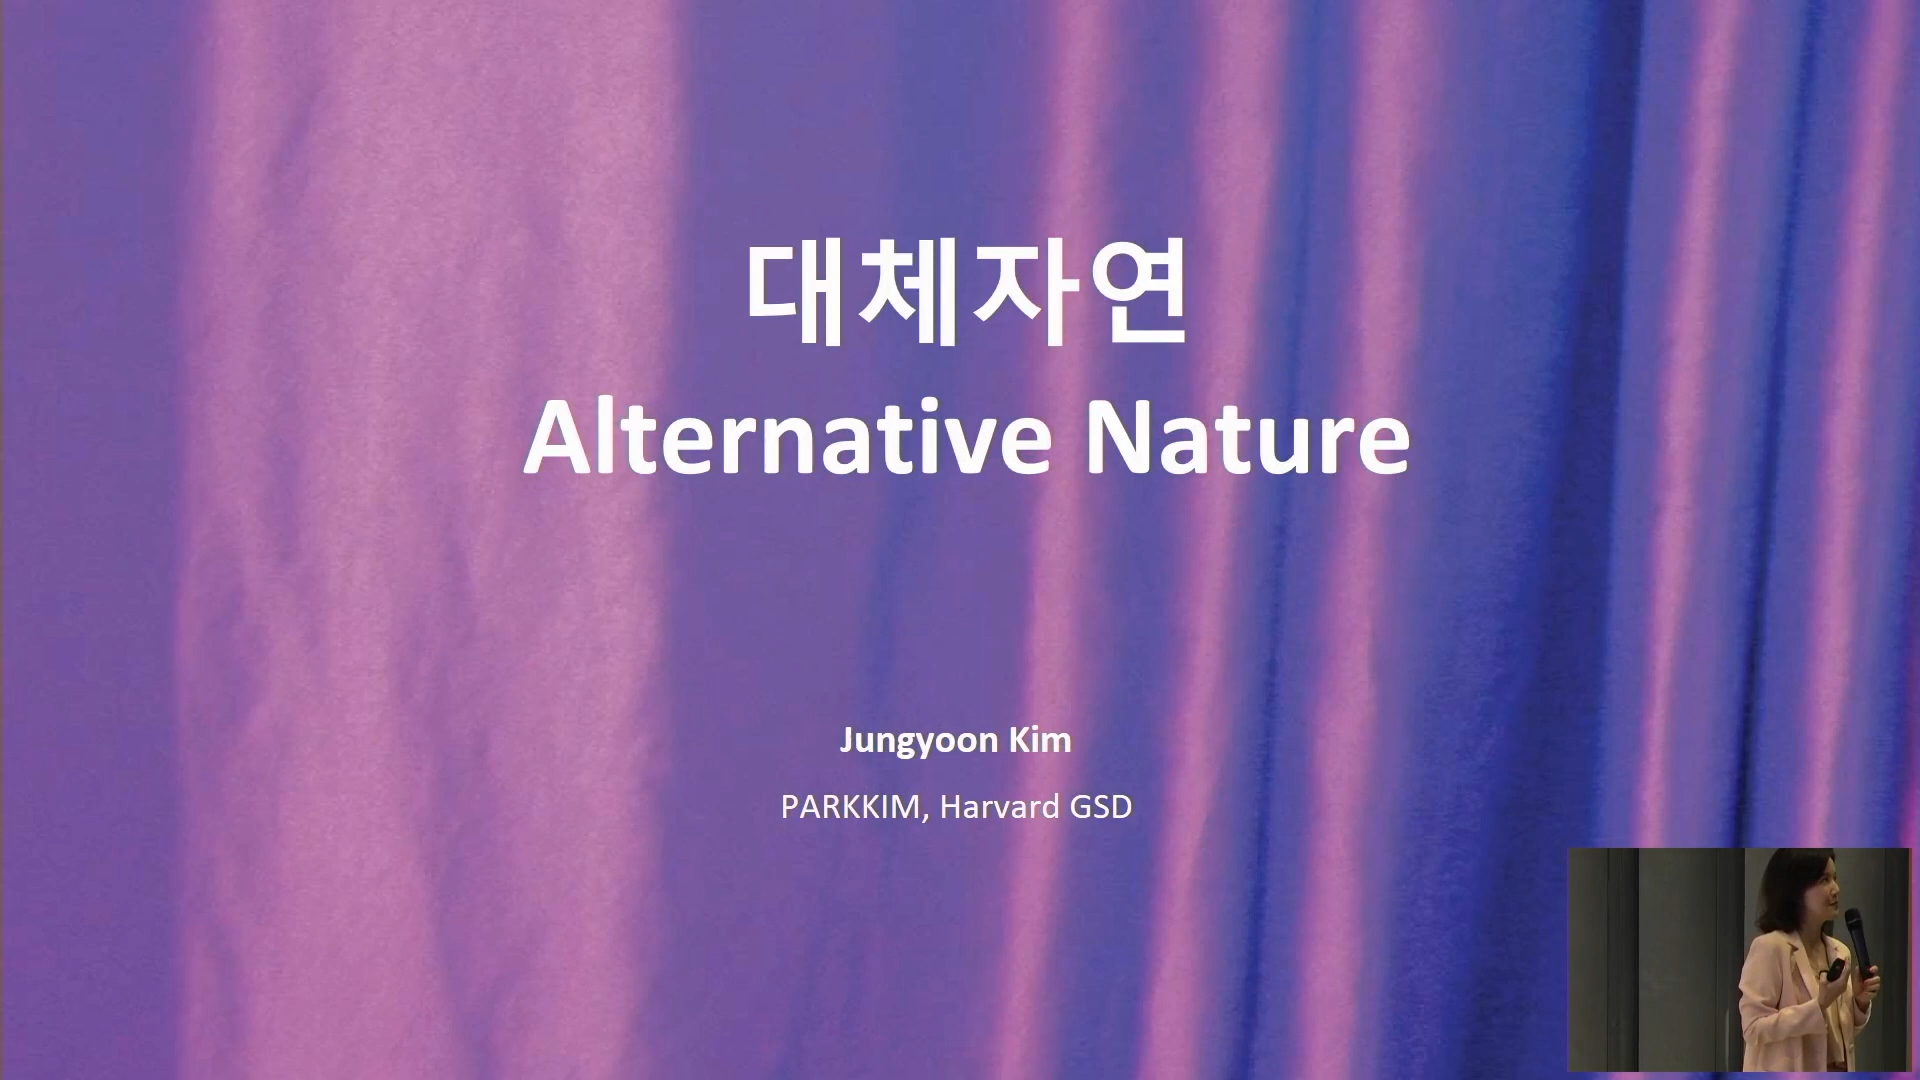 대체자연
Alternative Nature
Jungyoon Kim
PARKKIM, Harvard GSD